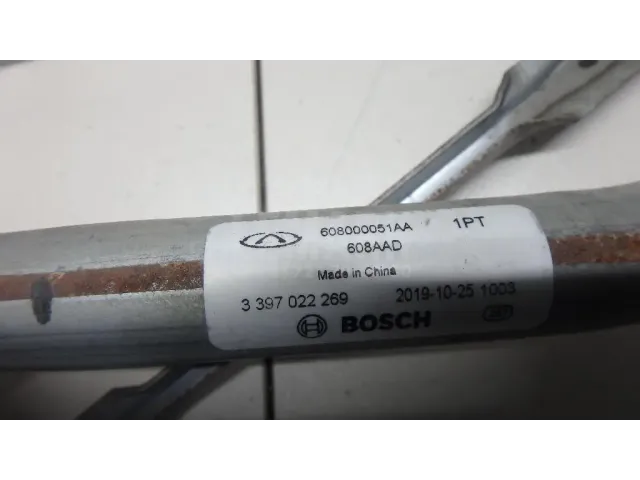 608000051AA 1PT
608AAD
Made in China
3 397 022 269 2019-10-25 1003
BOSCH